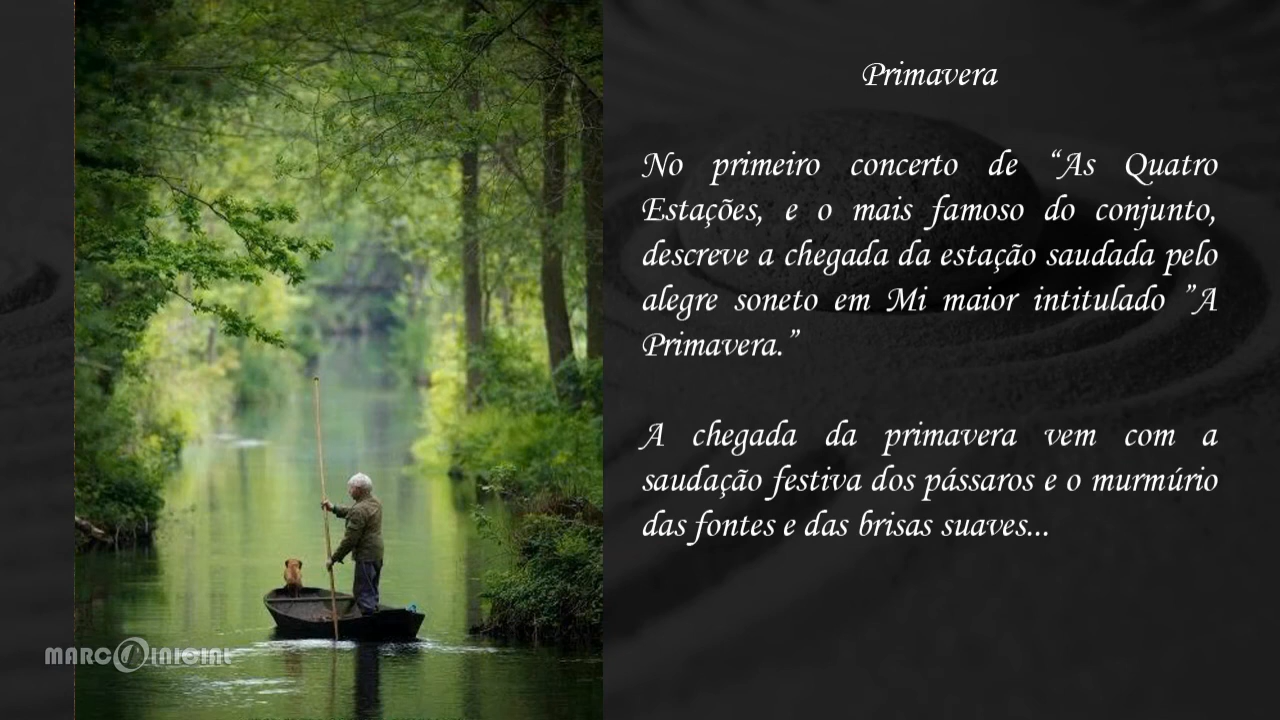 Primavera
No primeiro concerto de “As Quatro
Estações, e o mais famoso do conjunto,
descreve a chegada da estação saudada pelo
alegre soneto em Mi maior intitulado ”A
Primavera.”
A chegada da primavera vem com a
saudação festiva dos pássaros e o murmúrio
das fontes e das brisas suaves...
MARCO INICIAL